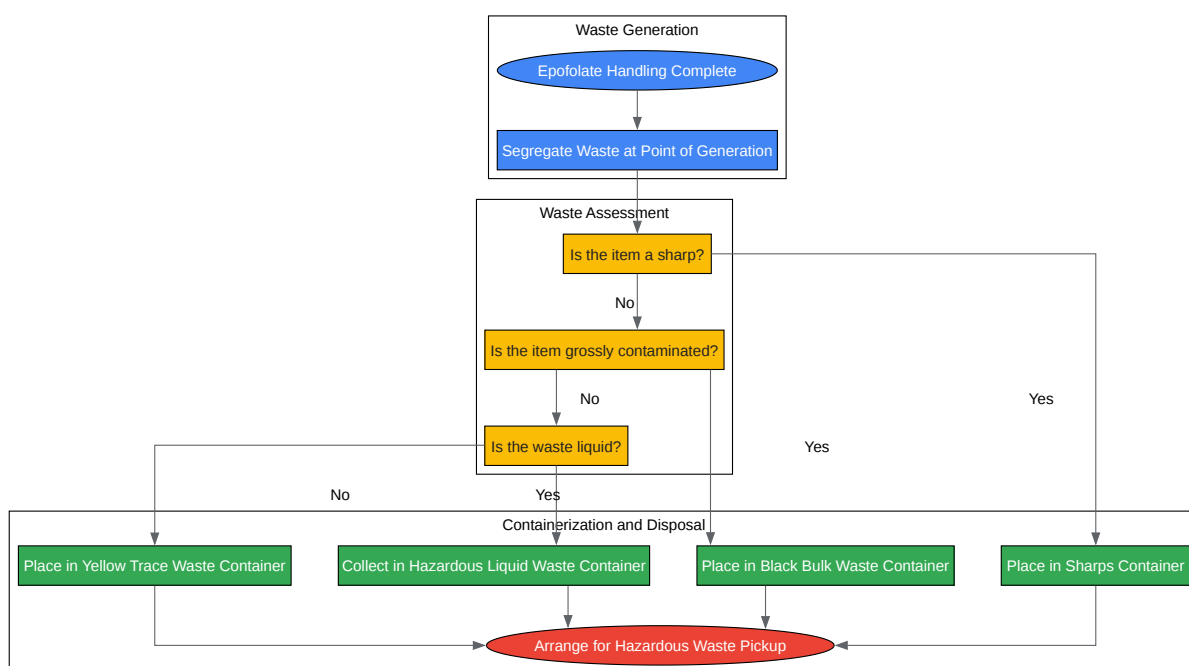 Waste Generation
Epofolate Handling Complete
Segregate Waste at Point of Generation
Waste Assessment
Is the item a sharp?
No
Is the item grossly contaminated?
No
Yes
Is the waste liquid?
Yes
No
Yes
Containerization and Disposal
Place in Yellow Trace Waste Container
Collect in Hazardous Liquid Waste Container
Place in Black Bulk Waste Container
Place in Sharps Container
Arrange for Hazardous Waste Pickup